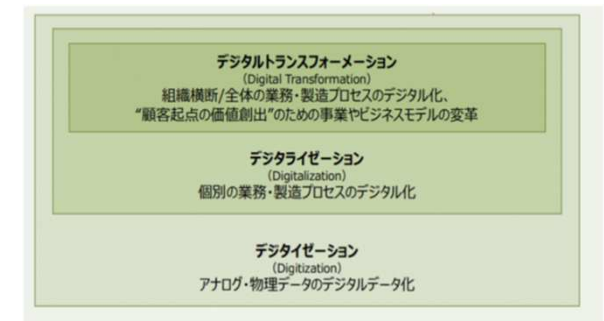 デジタルトランスフォーメーション
(Digital Transformation)
組織横断/全体の業務・製造プロセスのデジタル化、
“顧客起点の価値創出”のための事業やビジネスモデルの変革
デジタライゼーション
(Digitalization)
個別の業務・製造プロセスのデジタル化
デジタイゼーション
(Digitization)
アナログ・物理データのデジタルデータ化